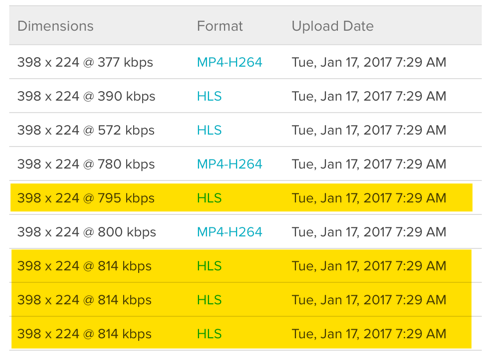 Dimensions Format Upload Date
398 x 224 @ 377 kbps MP4-H264 Tue, Jan 17, 2017 7:29 AM
398 x 224 @ 390 kbps HLS Tue, Jan 17, 2017 7:29 AM
398 x 224 @ 572 kbps HLS Tue, Jan 17, 2017 7:29 AM
398 x 224 @ 780 kbps MP4-H264 Tue, Jan 17, 2017 7:29 AM
398 x 224 @ 795 kbps HLS Tue, Jan 17, 2017 7:29 AM
398 x 224 @ 800 kbps MP4-H264 Tue, Jan 17, 2017 7:29 AM
398 x 224 @ 814 kbps HLS Tue, Jan 17, 2017 7:29 AM
398 x 224 @ 814 kbps HLS Tue, Jan 17, 2017 7:29 AM
398 x 224 @ 814 kbps HLS Tue, Jan 17, 2017 7:29 AM